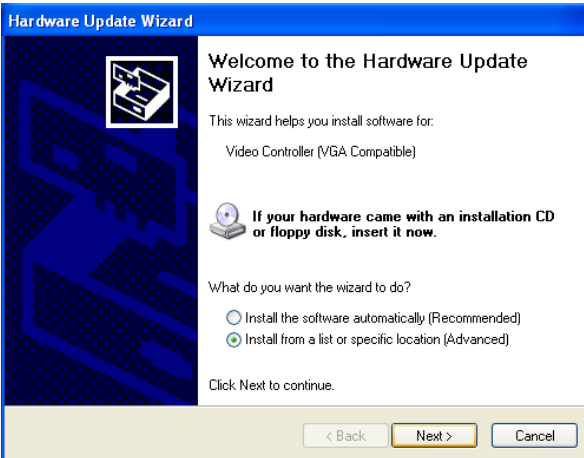 Hardware Update Wizard
Welcome to the Hardware Update
Wizard
This wizard helps you install software for:
Video Controller (VGA Compatible)
If your hardware came with an installation CD
or floppy disk, insert it now.
What do you want the wizard to do?
Install the software automatically (Recommended)
Install from a list or specific location (Advanced)
Click Next to continue.
< Back Next > Cancel